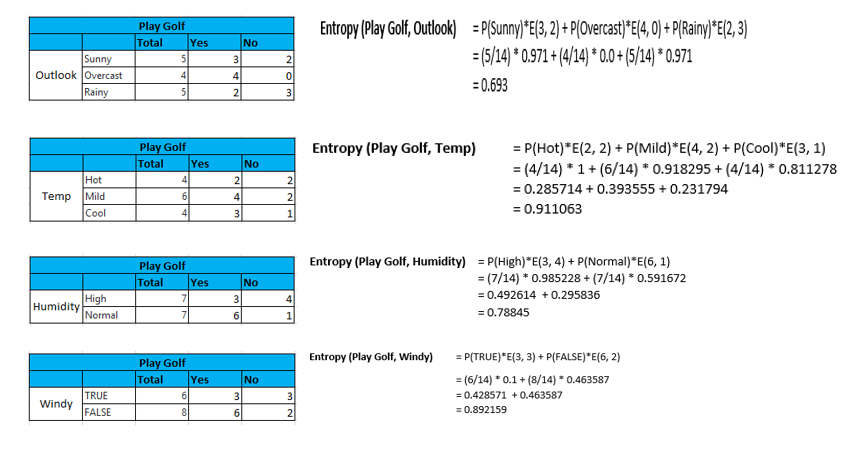 Play Golf
Total Yes No
Sunny 5 3 2
Outlook Overcast 4 4 0
Rainy 5 2 3
Entropy (Play Golf, Outlook) = P(Sunny)*E(3, 2) + P(Overcast)*E(4, 0) + P(Rainy)*E(2, 3)
= (5/14) * 0.971 + (4/14) * 0.0 + (5/14) * 0.971
= 0.693
Play Golf
Total Yes No
Hot 4 2 2
Temp Mild 6 4 2
Cool 4 3 1
Entropy (Play Golf, Temp) = P(Hot)*E(2, 2) + P(Mild)*E(4, 2) + P(Cool)*E(3, 1)
= (4/14) * 1 + (6/14) * 0.918295 + (4/14) * 0.811278
= 0.285714 + 0.393555 + 0.231794
= 0.911063
Play Golf
Total Yes No
High 7 3 4
Humidity Normal 7 6 1
Entropy (Play Golf, Humidity) = P(High)*E(3, 4) + P(Normal)*E(6, 1)
= (7/14) * 0.985228 + (7/14) * 0.591672
= 0.492614 + 0.295836
= 0.78845
Play Golf
Total Yes No
TRUE 6 3 3
Windy FALSE 8 6 2
Entropy (Play Golf, Windy) = P(TRUE)*E(3, 3) + P(FALSE)*E(6, 2)
= (6/14) * 0.1 + (8/14) * 0.463587
= 0.428571 + 0.463587
= 0.892159